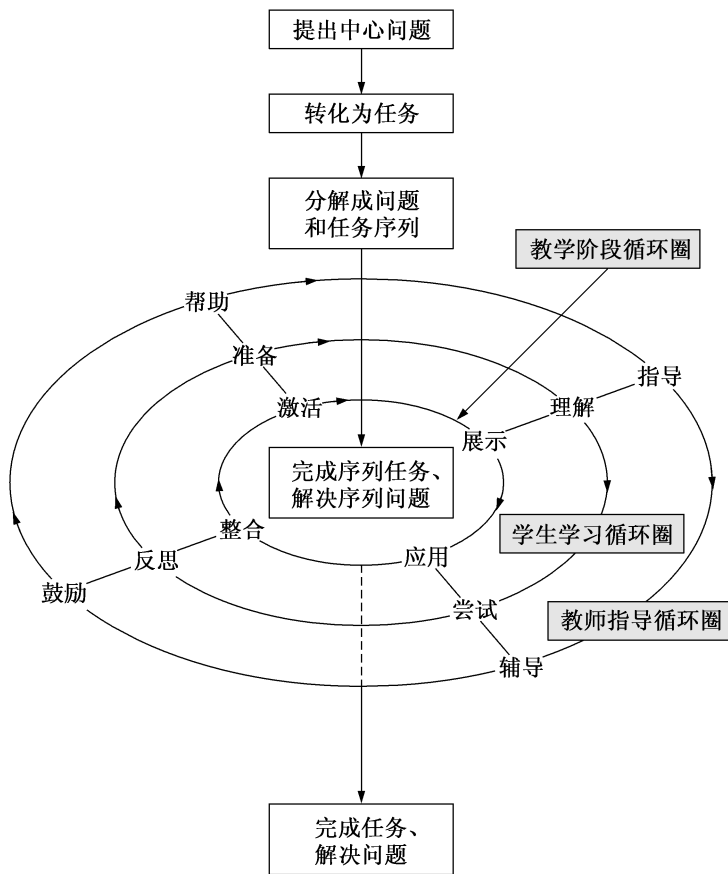 提出中心问题
转化为任务
分解成问题
和任务序列
教学阶段循环圈
帮助
准备
指导
激活
理解
展示
完成序列任务、
解决序列问题
整合
学生学习循环圈
反思
应用
鼓励
尝试
教师指导循环圈
辅导
完成任务、
解决问题